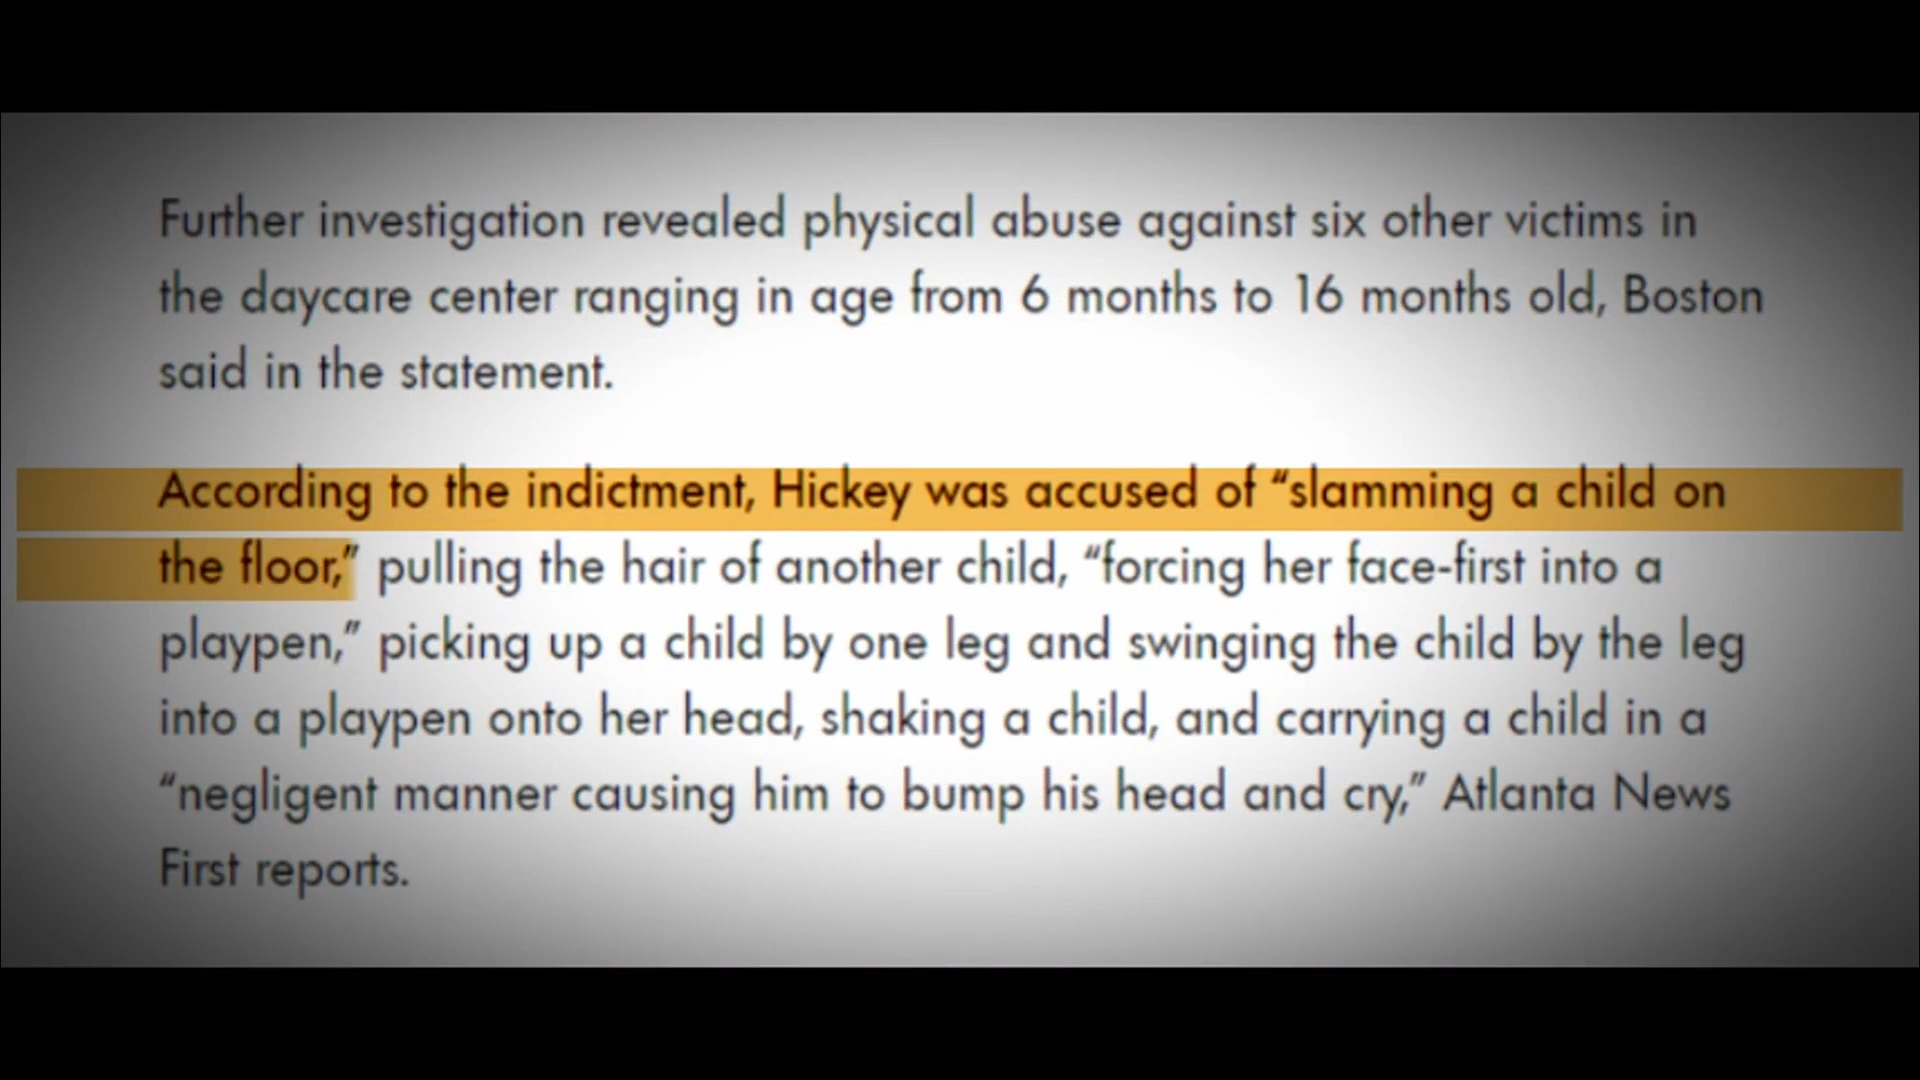 Further investigation revealed physical abuse against six other victims in
the daycare center ranging in age from 6 months to 16 months old, Boston
said in the statement.
According to the indictment, Hickey was accused of “slamming a child on
the floor,” pulling the hair of another child, “forcing her face-first into a
playpen,” picking up a child by one leg and swinging the child by the leg
into a playpen onto her head, shaking a child, and carrying a child in a
“negligent manner causing him to bump his head and cry,” Atlanta News
First reports.